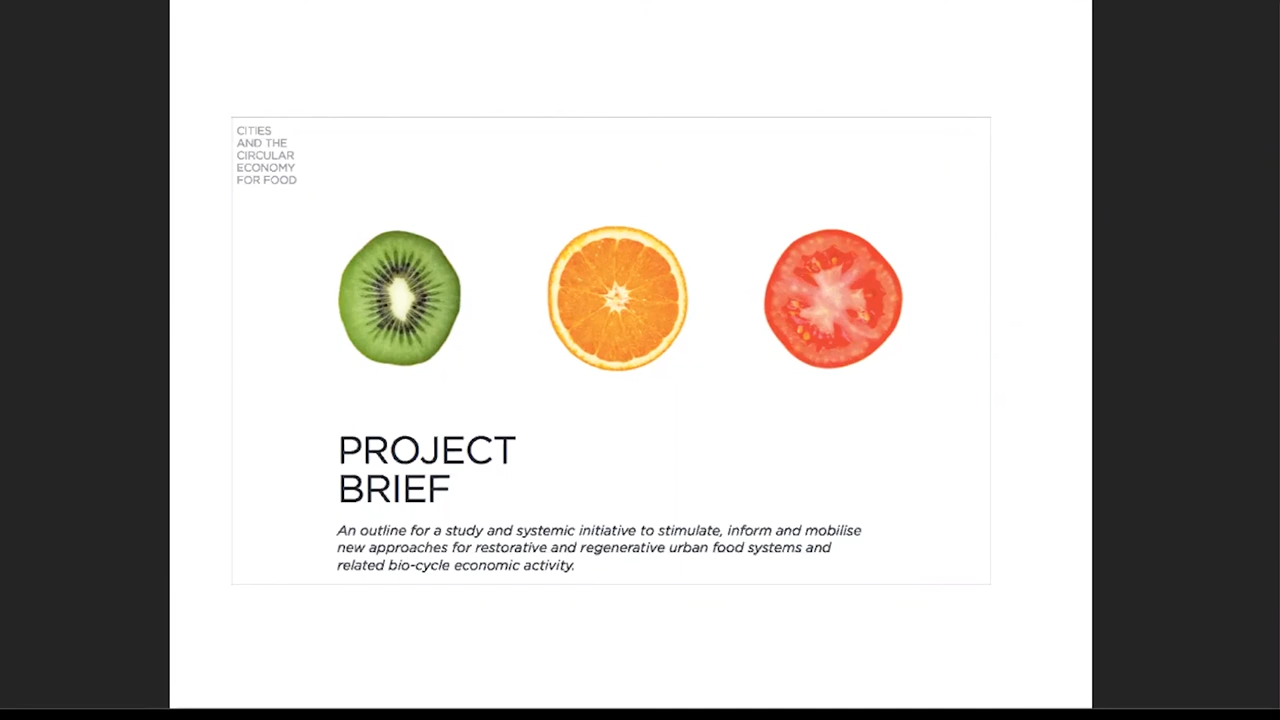 CITIES
AND THE
CIRCULAR
ECONOMY
FOR FOOD
PROJECT
BRIEF
An outline for a study and systemic initiative to stimulate, inform and mobilise
new approaches for restorative and regenerative urban food systems and
related bio-cycle economic activity.